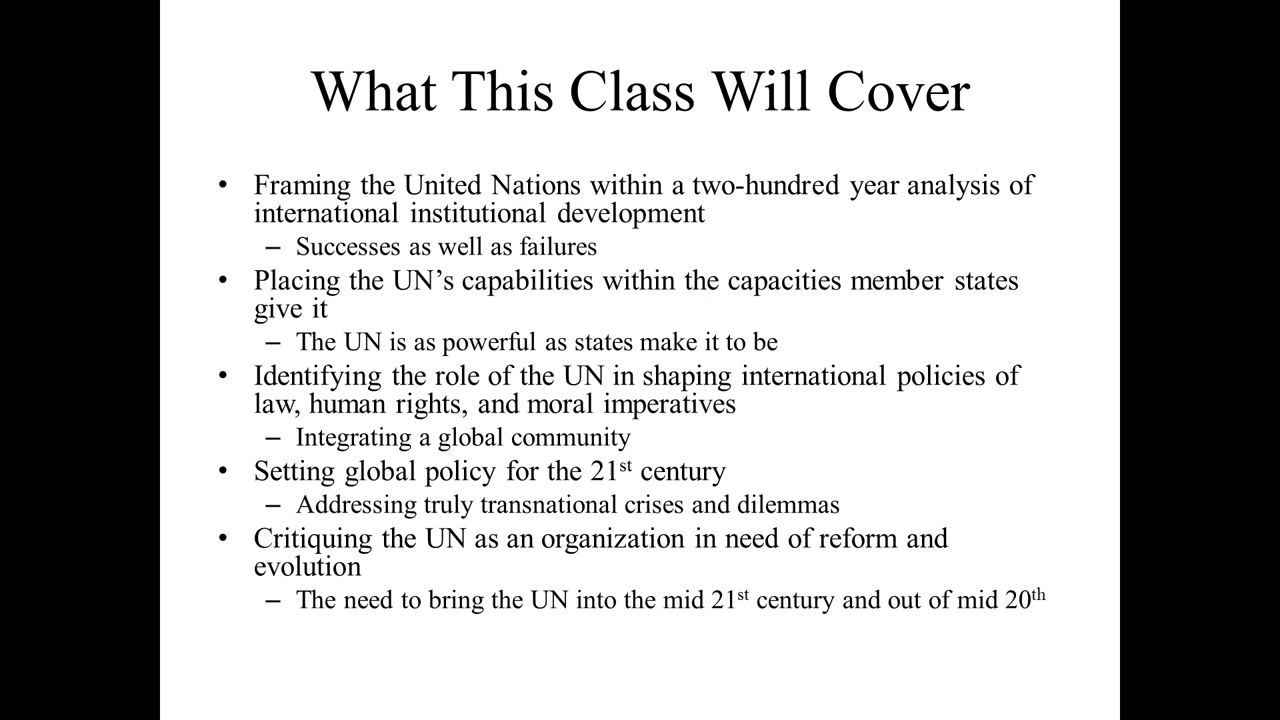 What This Class Will Cover
• Framing the United Nations within a two-hundred year analysis of
international institutional development
– Successes as well as failures
• Placing the UN’s capabilities within the capacities member states
give it
– The UN is as powerful as states make it to be
• Identifying the role of the UN in shaping international policies of
law, human rights, and moral imperatives
– Integrating a global community
• Setting global policy for the 21st century
– Addressing truly transnational crises and dilemmas
• Critiquing the UN as an organization in need of reform and
evolution
– The need to bring the UN into the mid 21st century and out of mid 20th